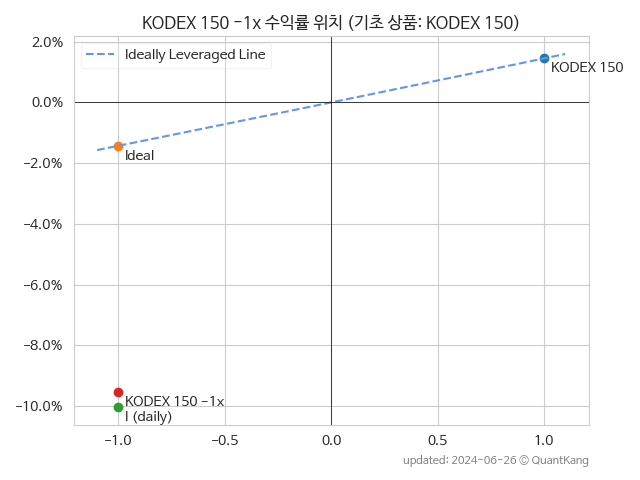 KODEX 150 -1x 수익률 위치 (기초 상품: KODEX 150)
2.0%
0.0%
-2.0%
-4.0%
-6.0%
-8.0%
-10.0%
Ideally Leveraged Line
KODEX 150
Ideal
KODEX 150 -1x
I (daily)
-1.0
-0.5
0.0
0.5
1.0
updated: 2024-06-26 © QuantKang